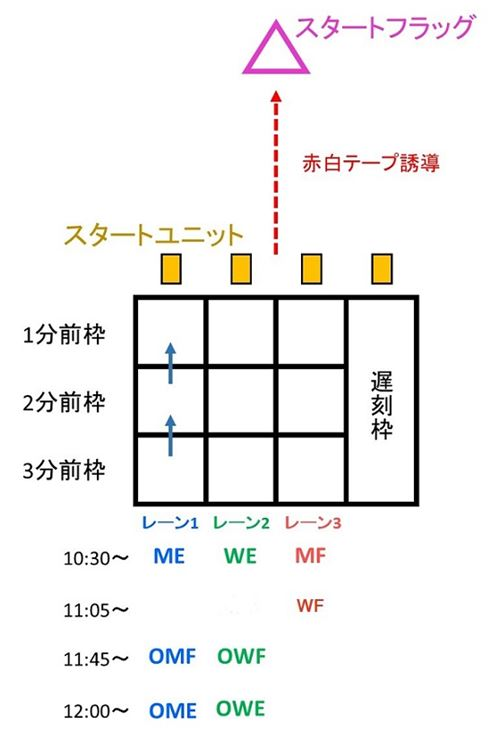 スタートフラッグ
赤白テープ誘導
スタートユニット
1分前枠
2分前枠
3分前枠
遅刻枠
レーン1 レーン2 レーン3
10:30～ ME WE MF
11:05～ WF
11:45～ OMF OWF
12:00～ OME OWE